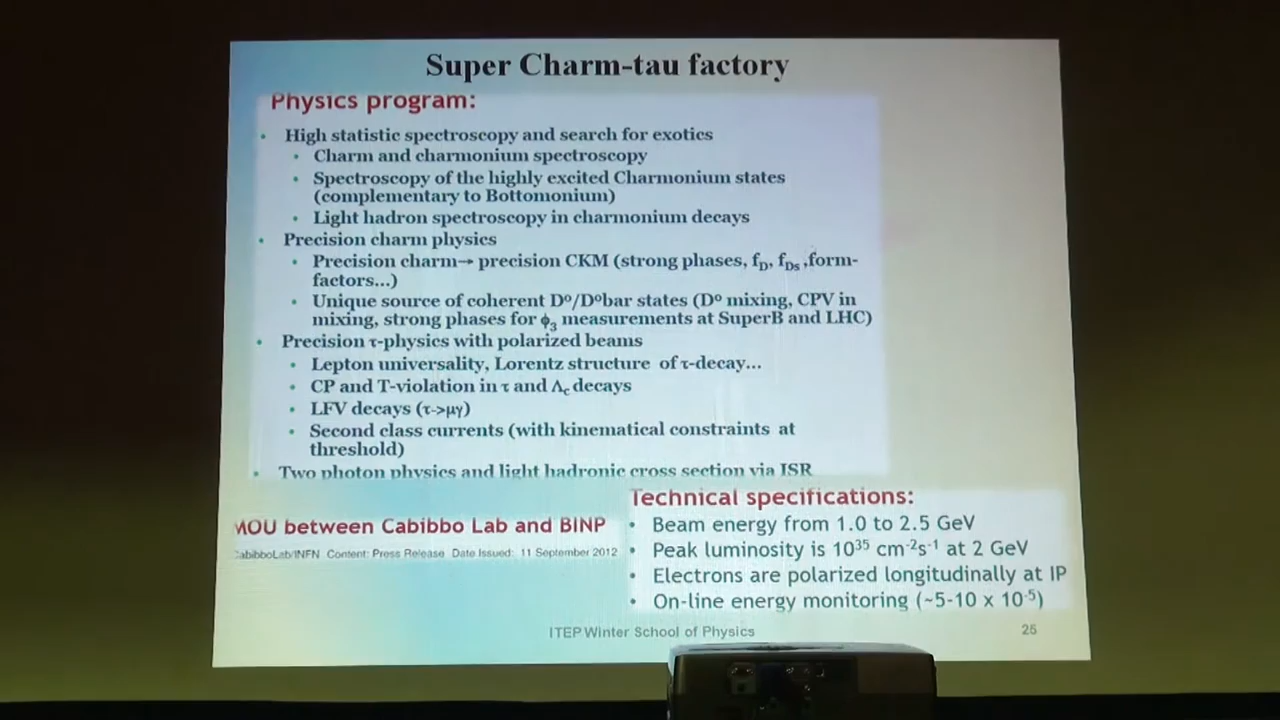 Super Charm-tau factory
Physics program:
• High statistic spectroscopy and search for exotics
• Charm and charmonium spectroscopy
• Spectroscopy of the highly excited Charmonium states
(complementary to Bottomonium)
• Light hadron spectroscopy in charmonium decays
• Precision charm physics
• Precision charm→ precision CKM (strong phases, f_D, f_Ds ,form-
factors...)
• Unique source of coherent D⁰/D⁰bar states (D⁰ mixing, CPV in
mixing, strong phases for ϕ₃ measurements at SuperB and LHC)
• Precision τ-physics with polarized beams
• Lepton universality, Lorentz structure of τ-decay...
• CP and T-violation in τ and Λ_c decays
• LFV decays (τ->μγ)
• Second class currents (with kinematical constraints at
threshold)
• Two photon physics and light hadronic cross section via ISR
MOU between Cabibbo Lab and BINP
CabibboLab/INFN Content: Press Release Date Issued: 11 September 2012
Technical specifications:
• Beam energy from 1.0 to 2.5 GeV
• Peak luminosity is 10³⁵ cm⁻²s⁻¹ at 2 GeV
• Electrons are polarized longitudinally at IP
• On-line energy monitoring (~5-10 x 10⁻⁵)
ITEP Winter School of Physics
25